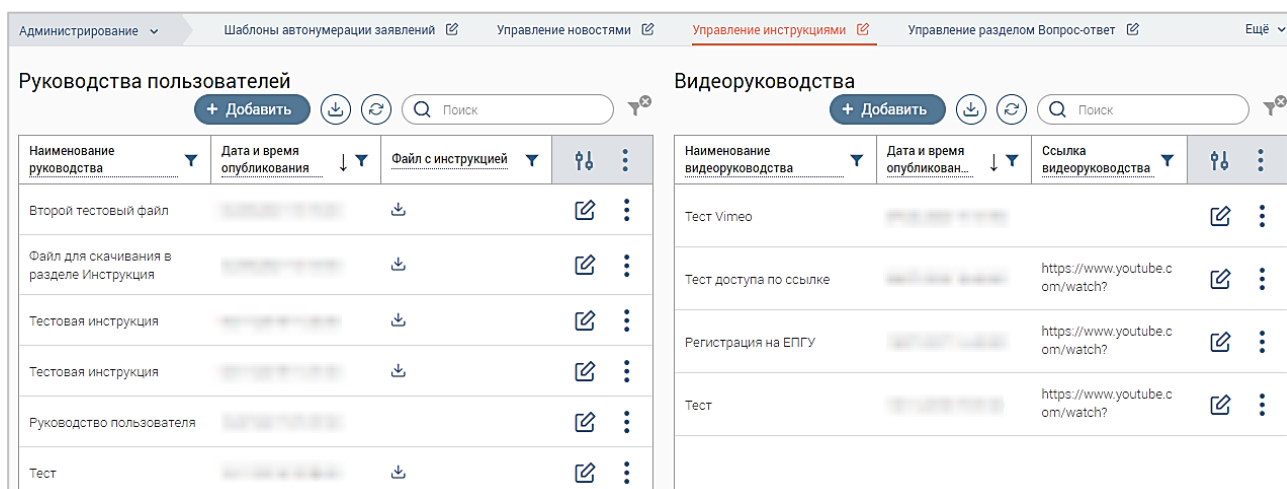 Администрирование
Шаблоны автонумерации заявлений
Управление новостями
Управление инструкциями
Управление разделом Вопрос-ответ
Ещё
Руководства пользователей
+ Добавить
Поиск
Наименование
руководства
Дата и время
опубликования
Файл с инструкцией
Второй тестовый файл
Файл для скачивания в
разделе Инструкция
Тестовая инструкция
Тестовая инструкция
Руководство пользователя
Тест
Видеоруководства
+ Добавить
Поиск
Наименование
видеоруководства
Дата и время
опубликован...
Ссылка
видеоруководства
Тест Vimeo
Тест доступа по ссылке
https://www.youtube.c
om/watch?
Регистрация на ЕПГУ
https://www.youtube.c
om/watch?
Тест
https://www.youtube.c
om/watch?